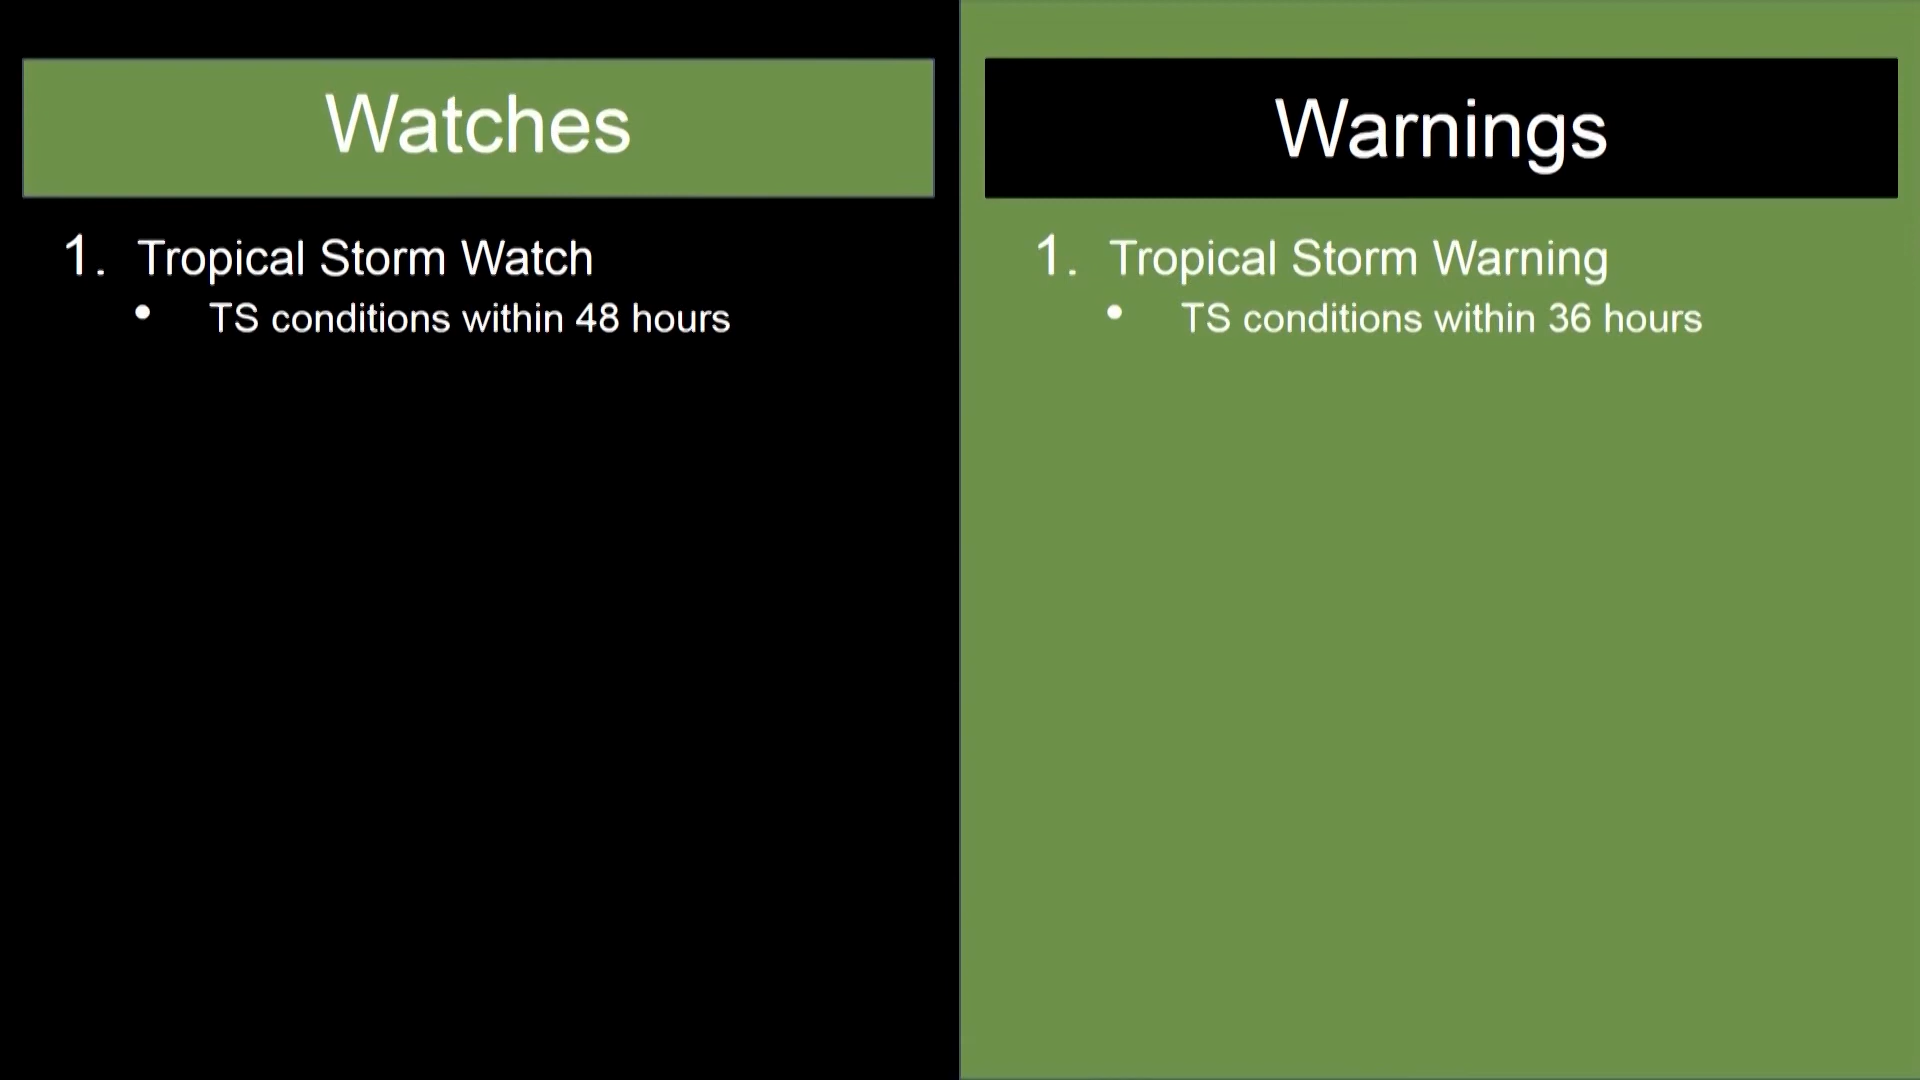 Watches
1. Tropical Storm Watch
• TS conditions within 48 hours
Warnings
1. Tropical Storm Warning
• TS conditions within 36 hours